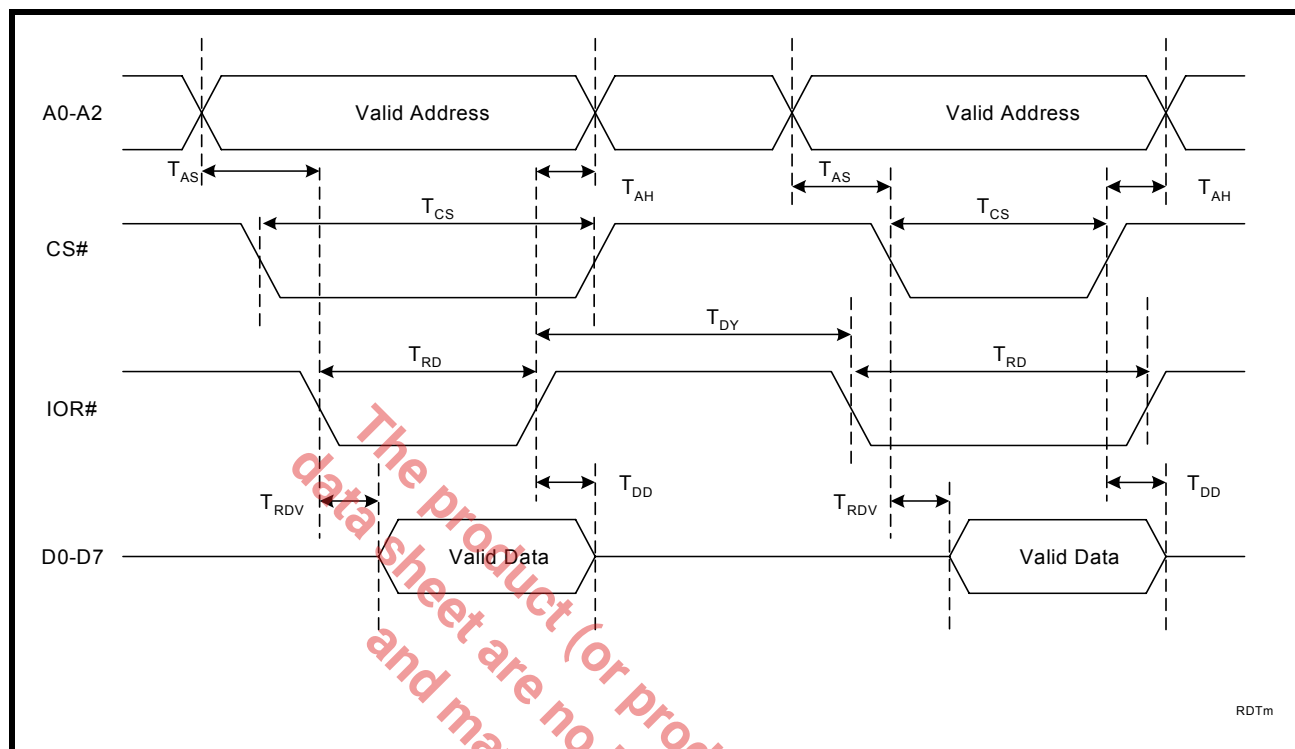 A0-A2 Valid Address Valid Address
TAS TAH TAS TAH
TCS TCS
CS#
TDY
TRD TRD
IOR#
TRDV TDD TRDV TDD
D0-D7 Valid Data Valid Data
The product (or prod
data sheet are no
and ma
RDTm